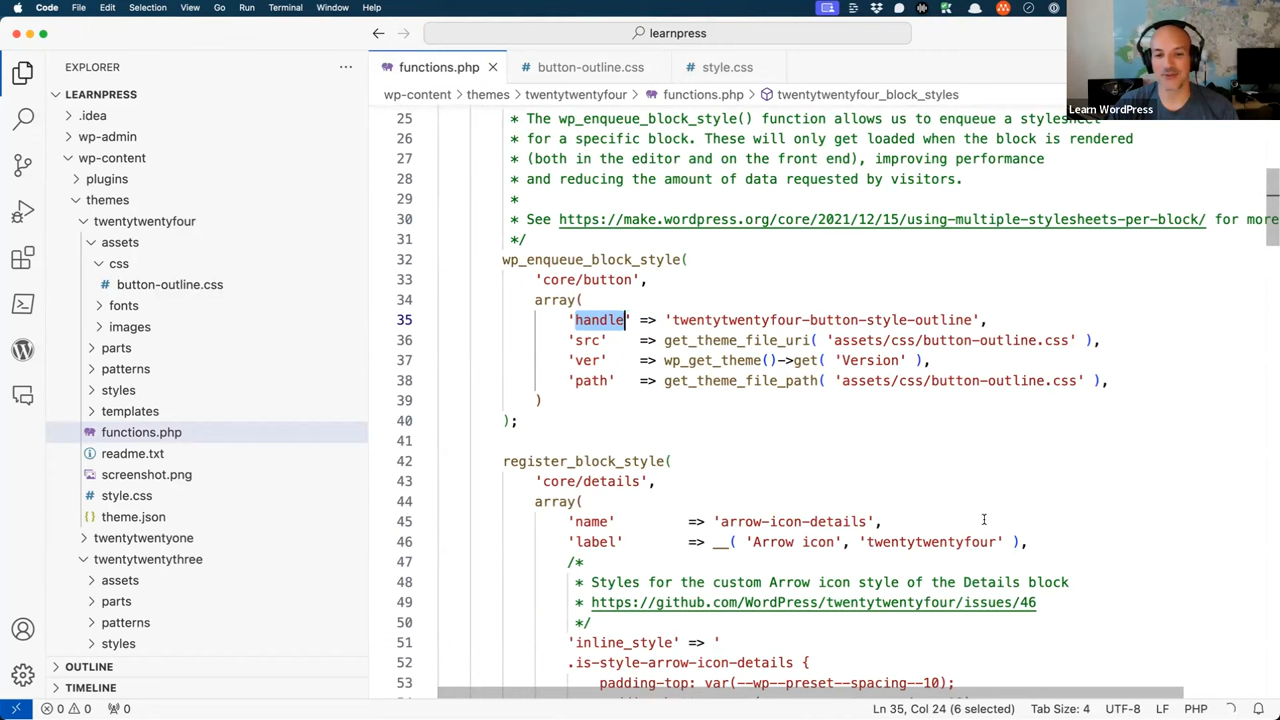 Code File Edit Selection View Go Run Terminal Window Help
learnpress
EXPLORER
functions.php
button-outline.css
style.css
LEARNPRESS
wp-content > themes > twentytwentyfour > functions.php > twentytwentyfour_block_styles
Learn WordPress
.idea
wp-admin
wp-content
plugins
themes
twentytwentyfour
assets
css
button-outline.css
fonts
images
parts
patterns
styles
templates
functions.php
readme.txt
screenshot.png
style.css
{} theme.json
twentytwentyone
twentytwentythree
assets
parts
patterns
styles
OUTLINE
TIMELINE
25 * The wp_enqueue_block_style() function allows us to enqueue a stylesheet
26 * for a specific block. These will only get loaded when the block is rendered
27 * (both in the editor and on the front end), improving performance
28 * and reducing the amount of data requested by visitors.
29 *
30 * See https://make.wordpress.org/core/2021/12/15/using-multiple-stylesheets-per-block/ for more
31 */
32 wp_enqueue_block_style(
33 'core/button',
34 array(
35 'handle' => 'twentytwentyfour-button-style-outline',
36 'src' => get_theme_file_uri( 'assets/css/button-outline.css' ),
37 'ver' => wp_get_theme()->get( 'Version' ),
38 'path' => get_theme_file_path( 'assets/css/button-outline.css' ),
39 )
40 );
41
42 register_block_style(
43 'core/details',
44 array(
45 'name' => 'arrow-icon-details',
46 'label' => __( 'Arrow icon', 'twentytwentyfour' ),
47 /*
48 * Styles for the custom Arrow icon style of the Details block
49 * https://github.com/WordPress/twentytwentyfour/issues/46
50 */
51 'inline_style' => '
52 .is-style-arrow-icon-details {
53 padding-top: var(--wp--preset--spacing--10);
0 0 0 Ln 35, Col 24 (6 selected) Tab Size: 4 UTF-8 LF PHP